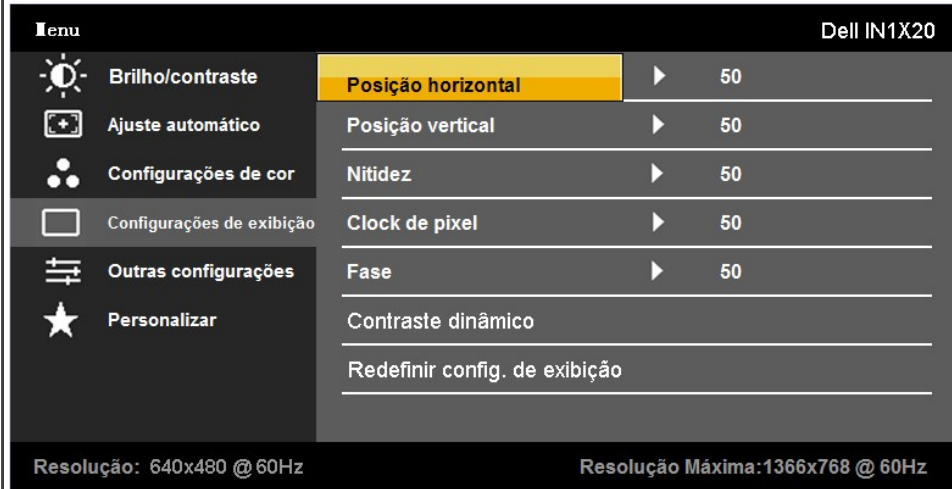 Menu Dell IN1X20
Brilho/contraste Posição horizontal 50
Ajuste automático Posição vertical 50
Configurações de cor Nitidez 50
Configurações de exibição Clock de pixel 50
Outras configurações Fase 50
Personalizar Contraste dinâmico
Redefinir config. de exibição
Resolução: 640x480 @60Hz Resolução Máxima:1366x768 @ 60Hz